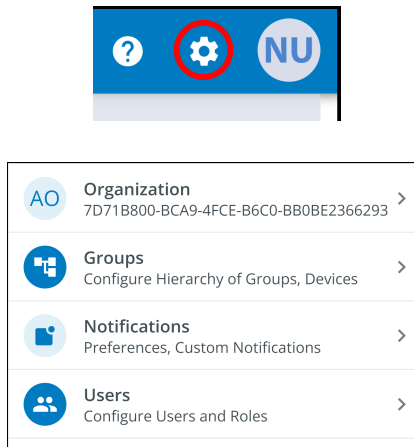 ?
NU
AO
Organization
7D71B800-BCA9-4FCE-B6C0-BB0BE2366293
Groups
Configure Hierarchy of Groups, Devices
Notifications
Preferences, Custom Notifications
Users
Configure Users and Roles